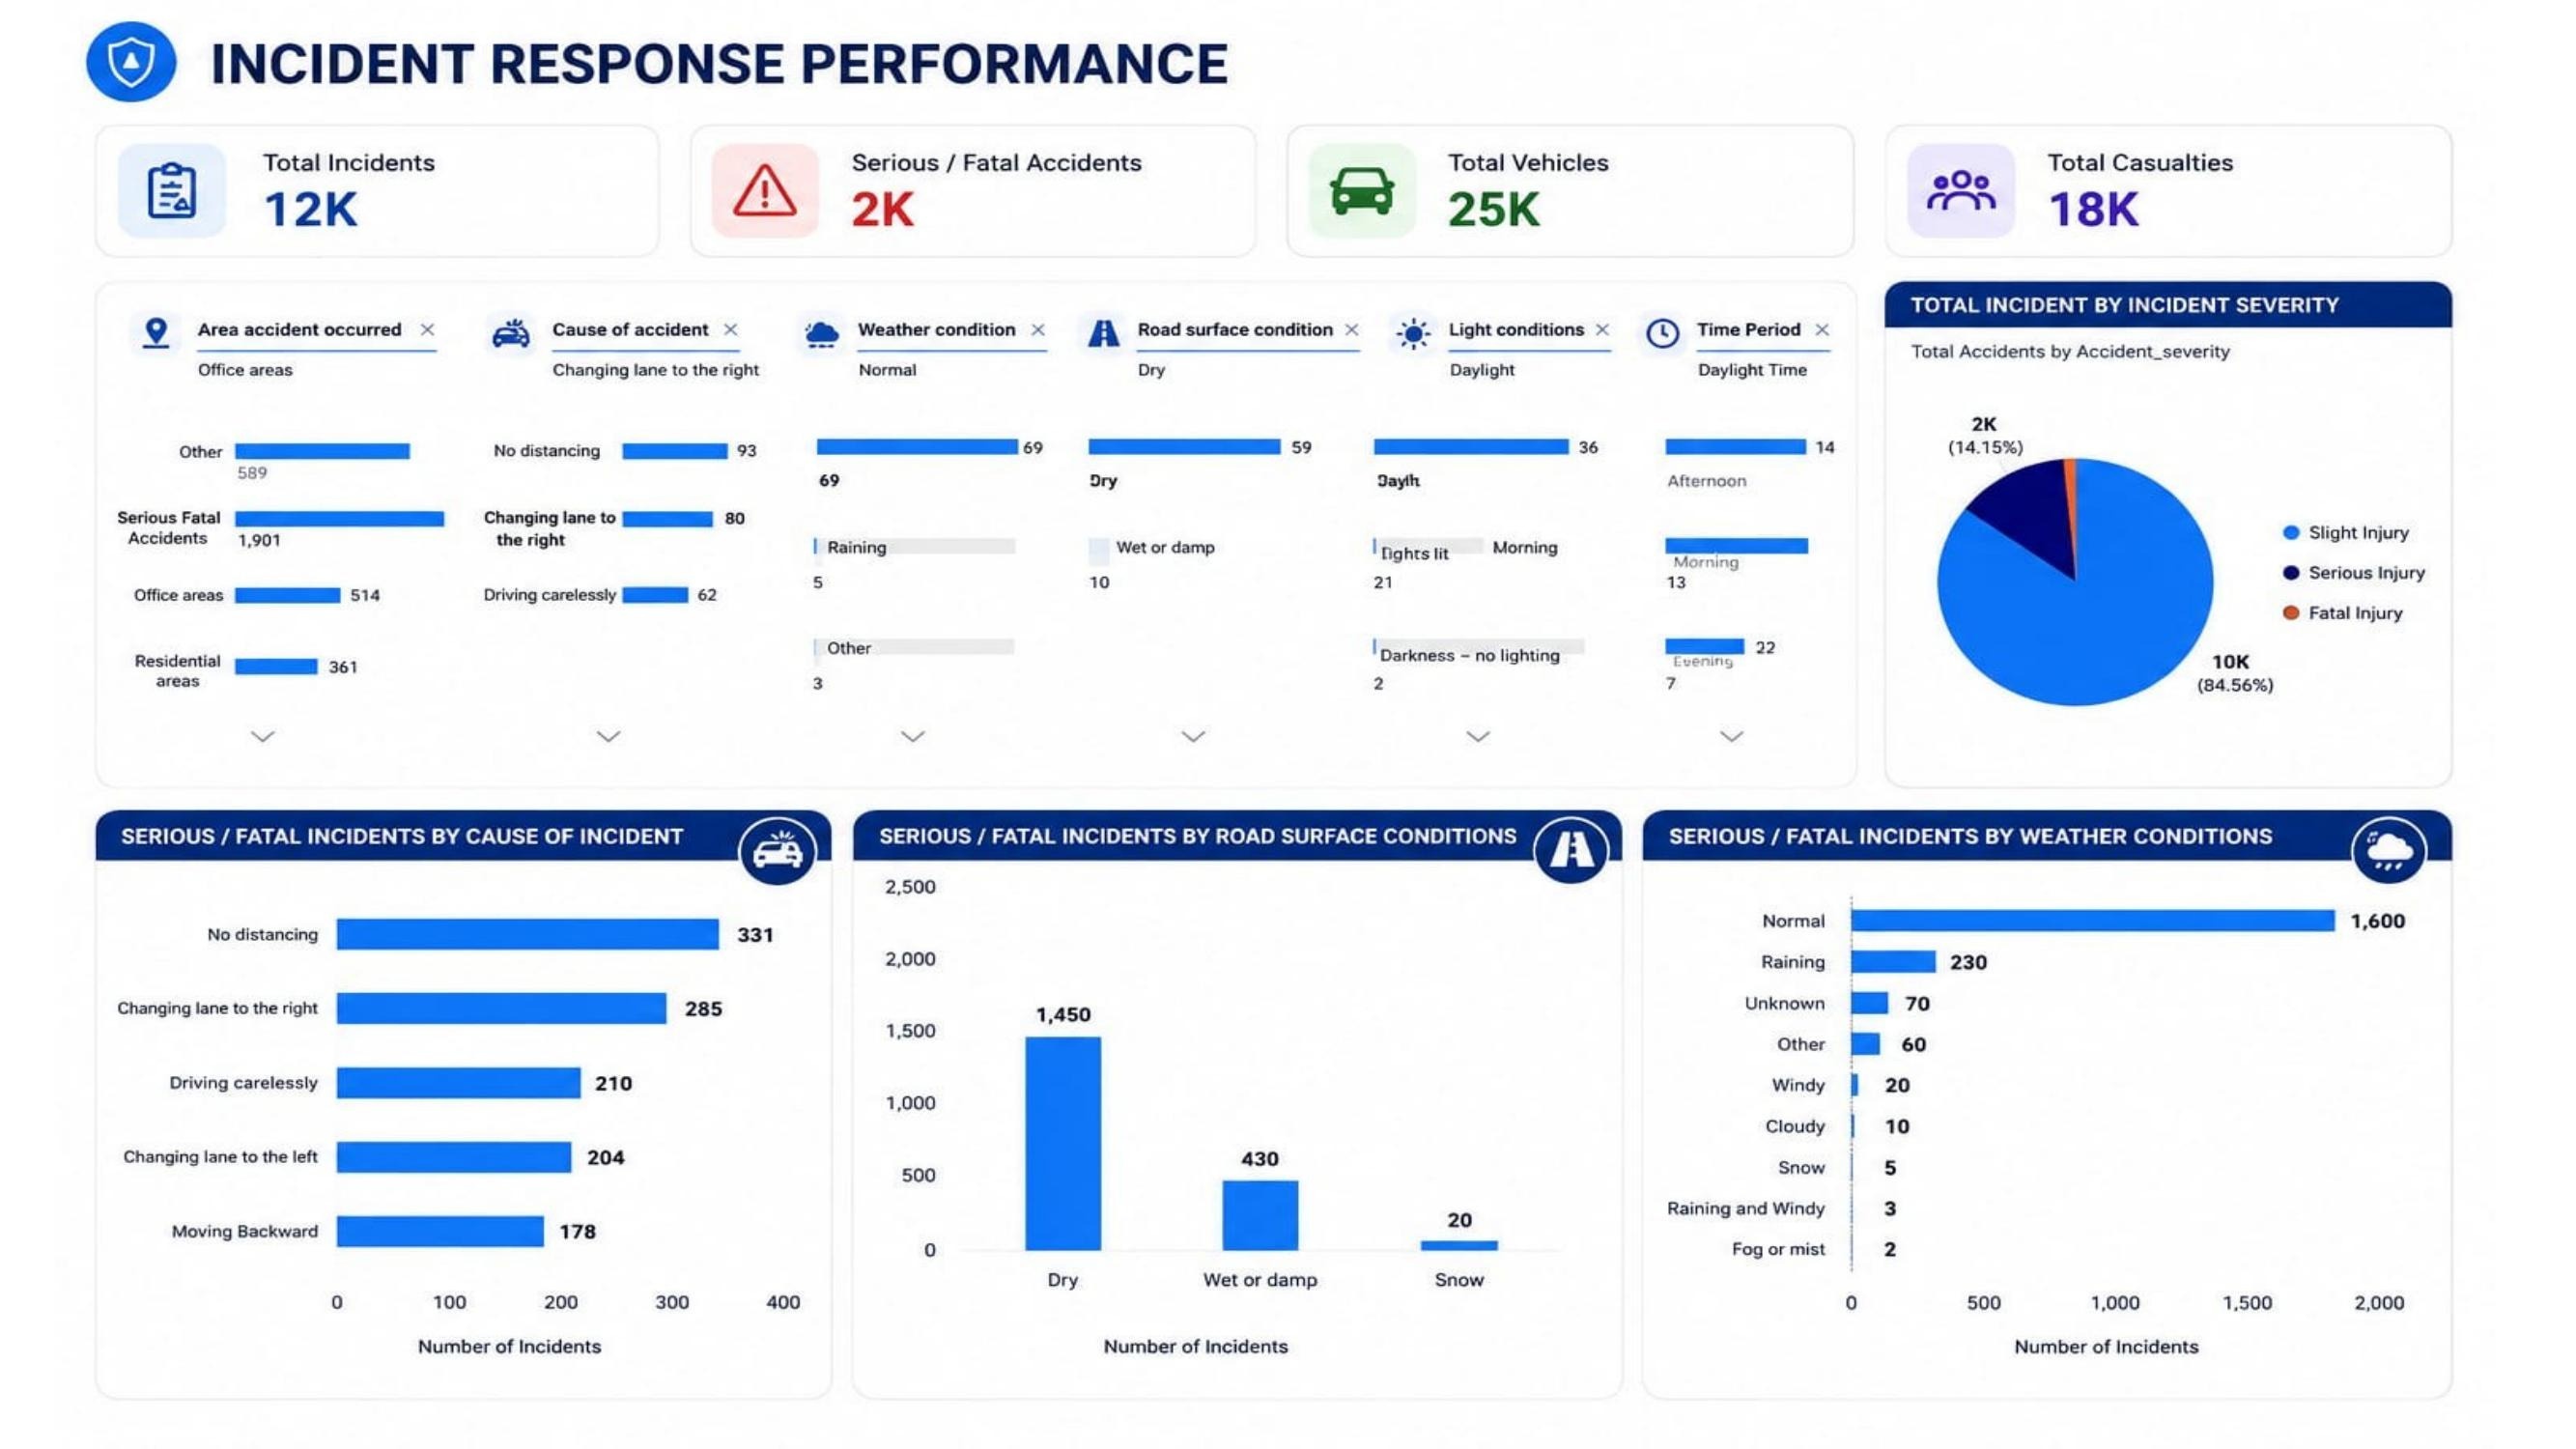 INCIDENT RESPONSE PERFORMANCE
Total Incidents
12K
Serious / Fatal Accidents
2K
Total Vehicles
25K
Total Casualties
18K
Area accident occurred ×
Office areas
Other
589
Serious Fatal
Accidents
1,901
Office areas 514
Residential
areas
361
Cause of accident ×
Changing lane to the right
No distancing 93
Changing lane to
the right
80
Driving carelessly 62
Weather condition ×
Normal
69
69
Raining
5
Other
3
Road surface condition ×
Dry
59
Wet or damp
10
Light conditions ×
Daylight
36
lights lit Morning
21
Darkness – no lighting
2
Time Period ×
Daylight Time
14
Afternoon
Morning
13
22
Evening
7
TOTAL INCIDENT BY INCIDENT SEVERITY
Total Accidents by Accident_severity
2K
(14.15%)
10K
(84.56%)
Slight Injury
Serious Injury
Fatal Injury
SERIOUS / FATAL INCIDENTS BY CAUSE OF INCIDENT
No distancing 331
Changing lane to the right 285
Driving carelessly 210
Changing lane to the left 204
Moving Backward 178
0 100 200 300 400
Number of Incidents
SERIOUS / FATAL INCIDENTS BY ROAD SURFACE CONDITIONS
2,500
2,000
1,500
1,000
500
0
1,450
430
20
Dry Wet or damp Snow
Number of Incidents
SERIOUS / FATAL INCIDENTS BY WEATHER CONDITIONS
Normal 1,600
Raining 230
Unknown 70
Other 60
Windy 20
Cloudy 10
Snow 5
Raining and Windy 3
Fog or mist 2
0 500 1,000 1,500 2,000
Number of Incidents